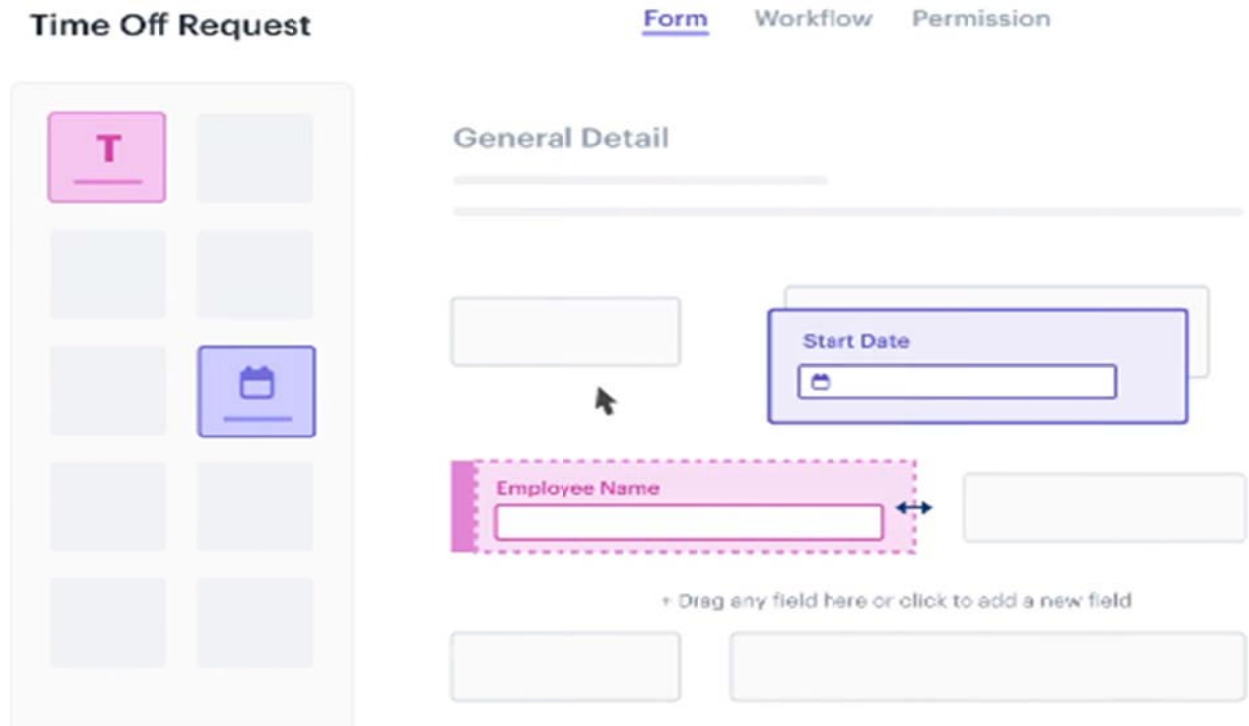 Time Off Request
Form Workflow Permission
T
General Detail
Start Date
Employee Name
+ Drag any field here or click to add a new field